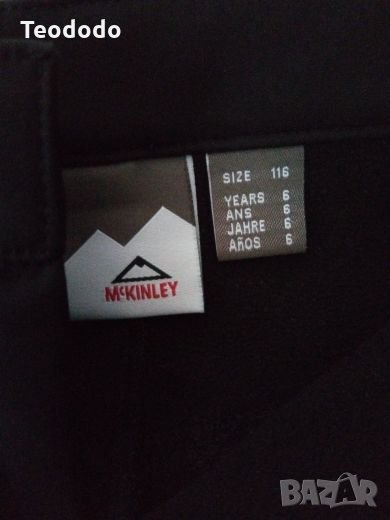 Teododo
SIZE 116
YEARS 6
ANS 6
JAHRE 6
AÑOS 6
McKINLEY
BAZAR